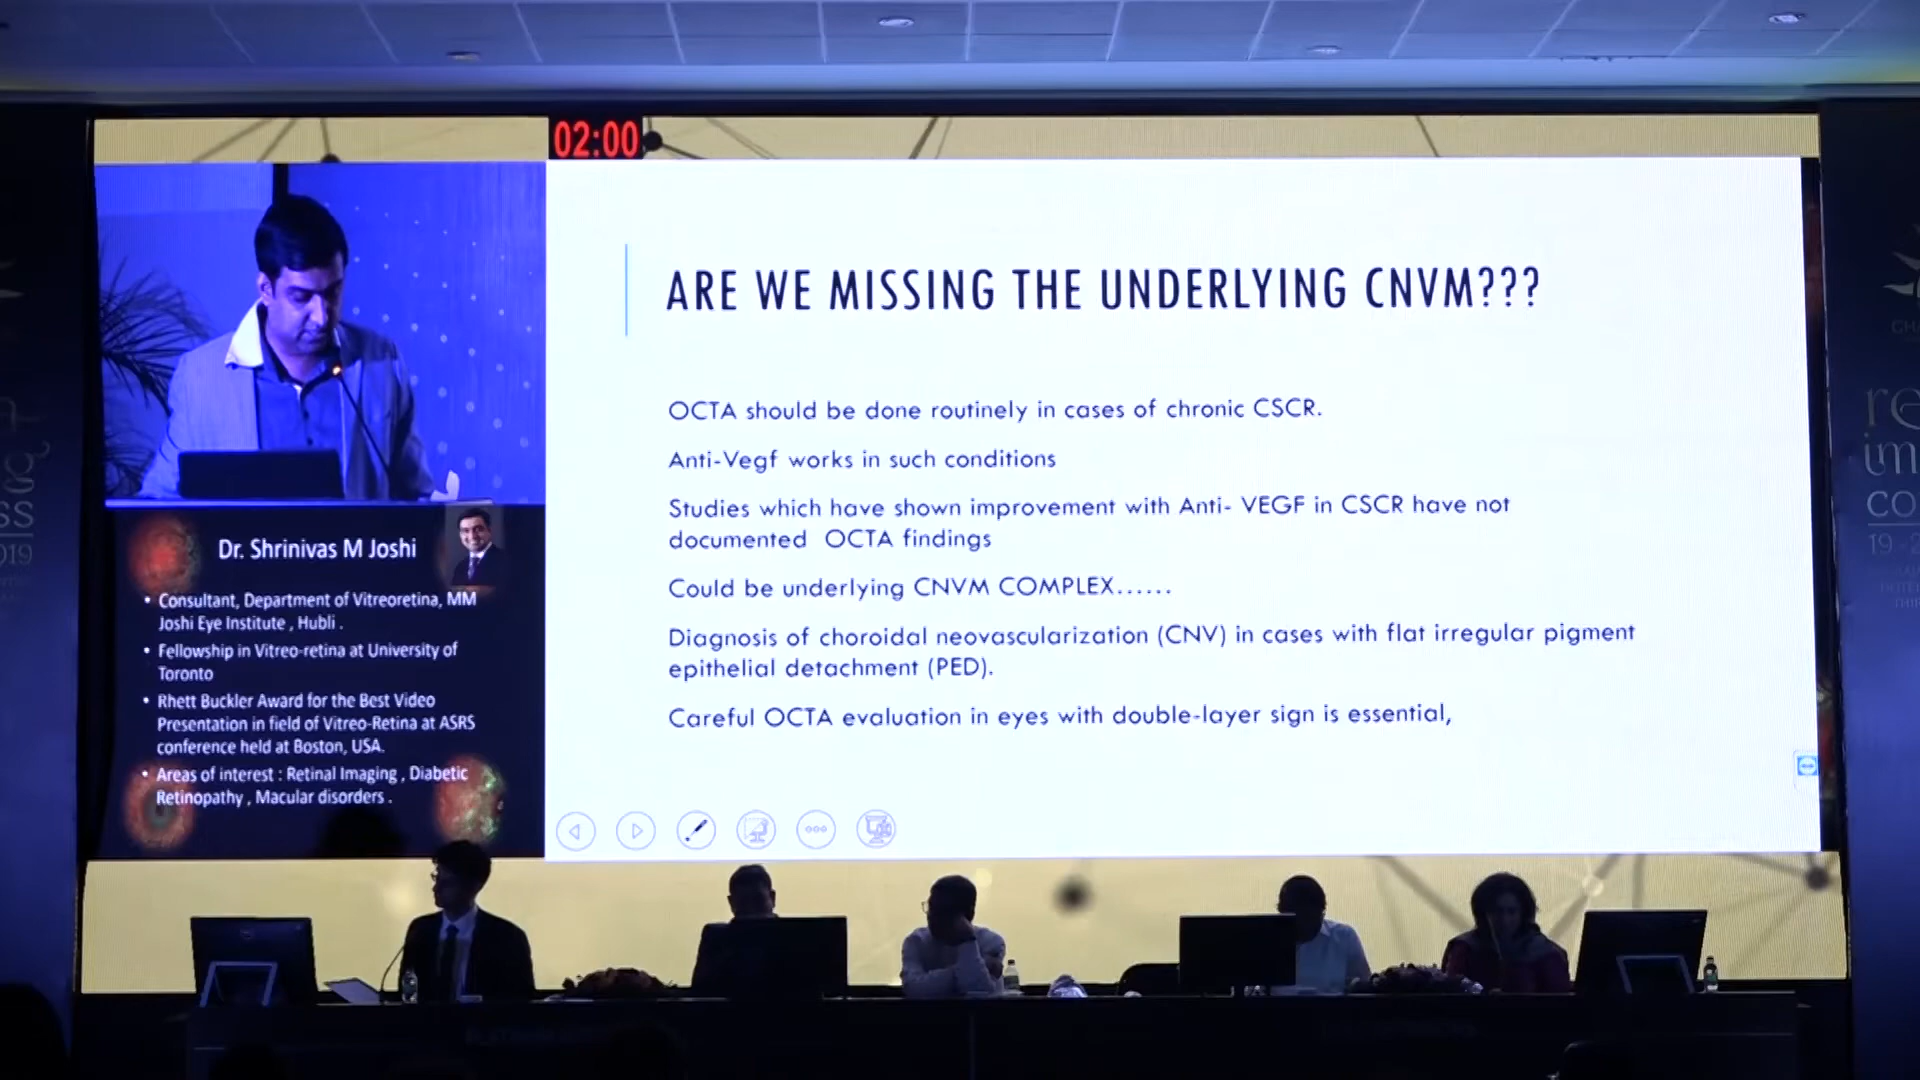 02:00
ARE WE MISSING THE UNDERLYING CNVM???
OCTA should be done routinely in cases of chronic CSCR.
Anti-Vegf works in such conditions
Studies which have shown improvement with Anti- VEGF in CSCR have not
documented OCTA findings
Could be underlying CNVM COMPLEX......
Diagnosis of choroidal neovascularization (CNV) in cases with flat irregular pigment
epithelial detachment (PED).
Careful OCTA evaluation in eyes with double-layer sign is essential,
Dr. Shrinivas M Joshi
• Consultant, Department of Vitreoretina, MM
Joshi Eye Institute , Hubli .
• Fellowship in Vitreo-retina at University of
Toronto
• Rhett Buckler Award for the Best Video
Presentation in field of Vitreo-Retina at ASRS
conference held at Boston, USA.
• Areas of interest : Retinal Imaging , Diabetic
Retinopathy , Macular disorders .